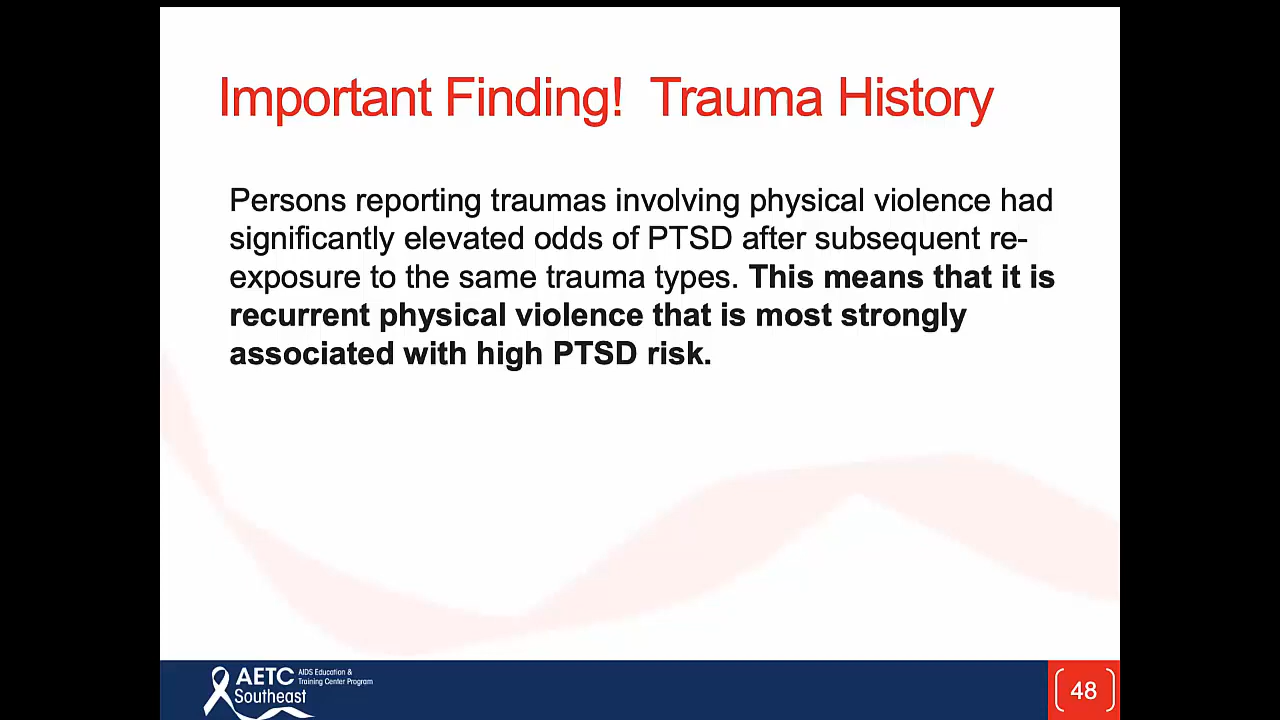 Important Finding!  Trauma History
Persons reporting traumas involving physical violence had
significantly elevated odds of PTSD after subsequent re-
exposure to the same trauma types. This means that it is
recurrent physical violence that is most strongly
associated with high PTSD risk.
AETC AIDS Education &
Training Center Program
Southeast
48